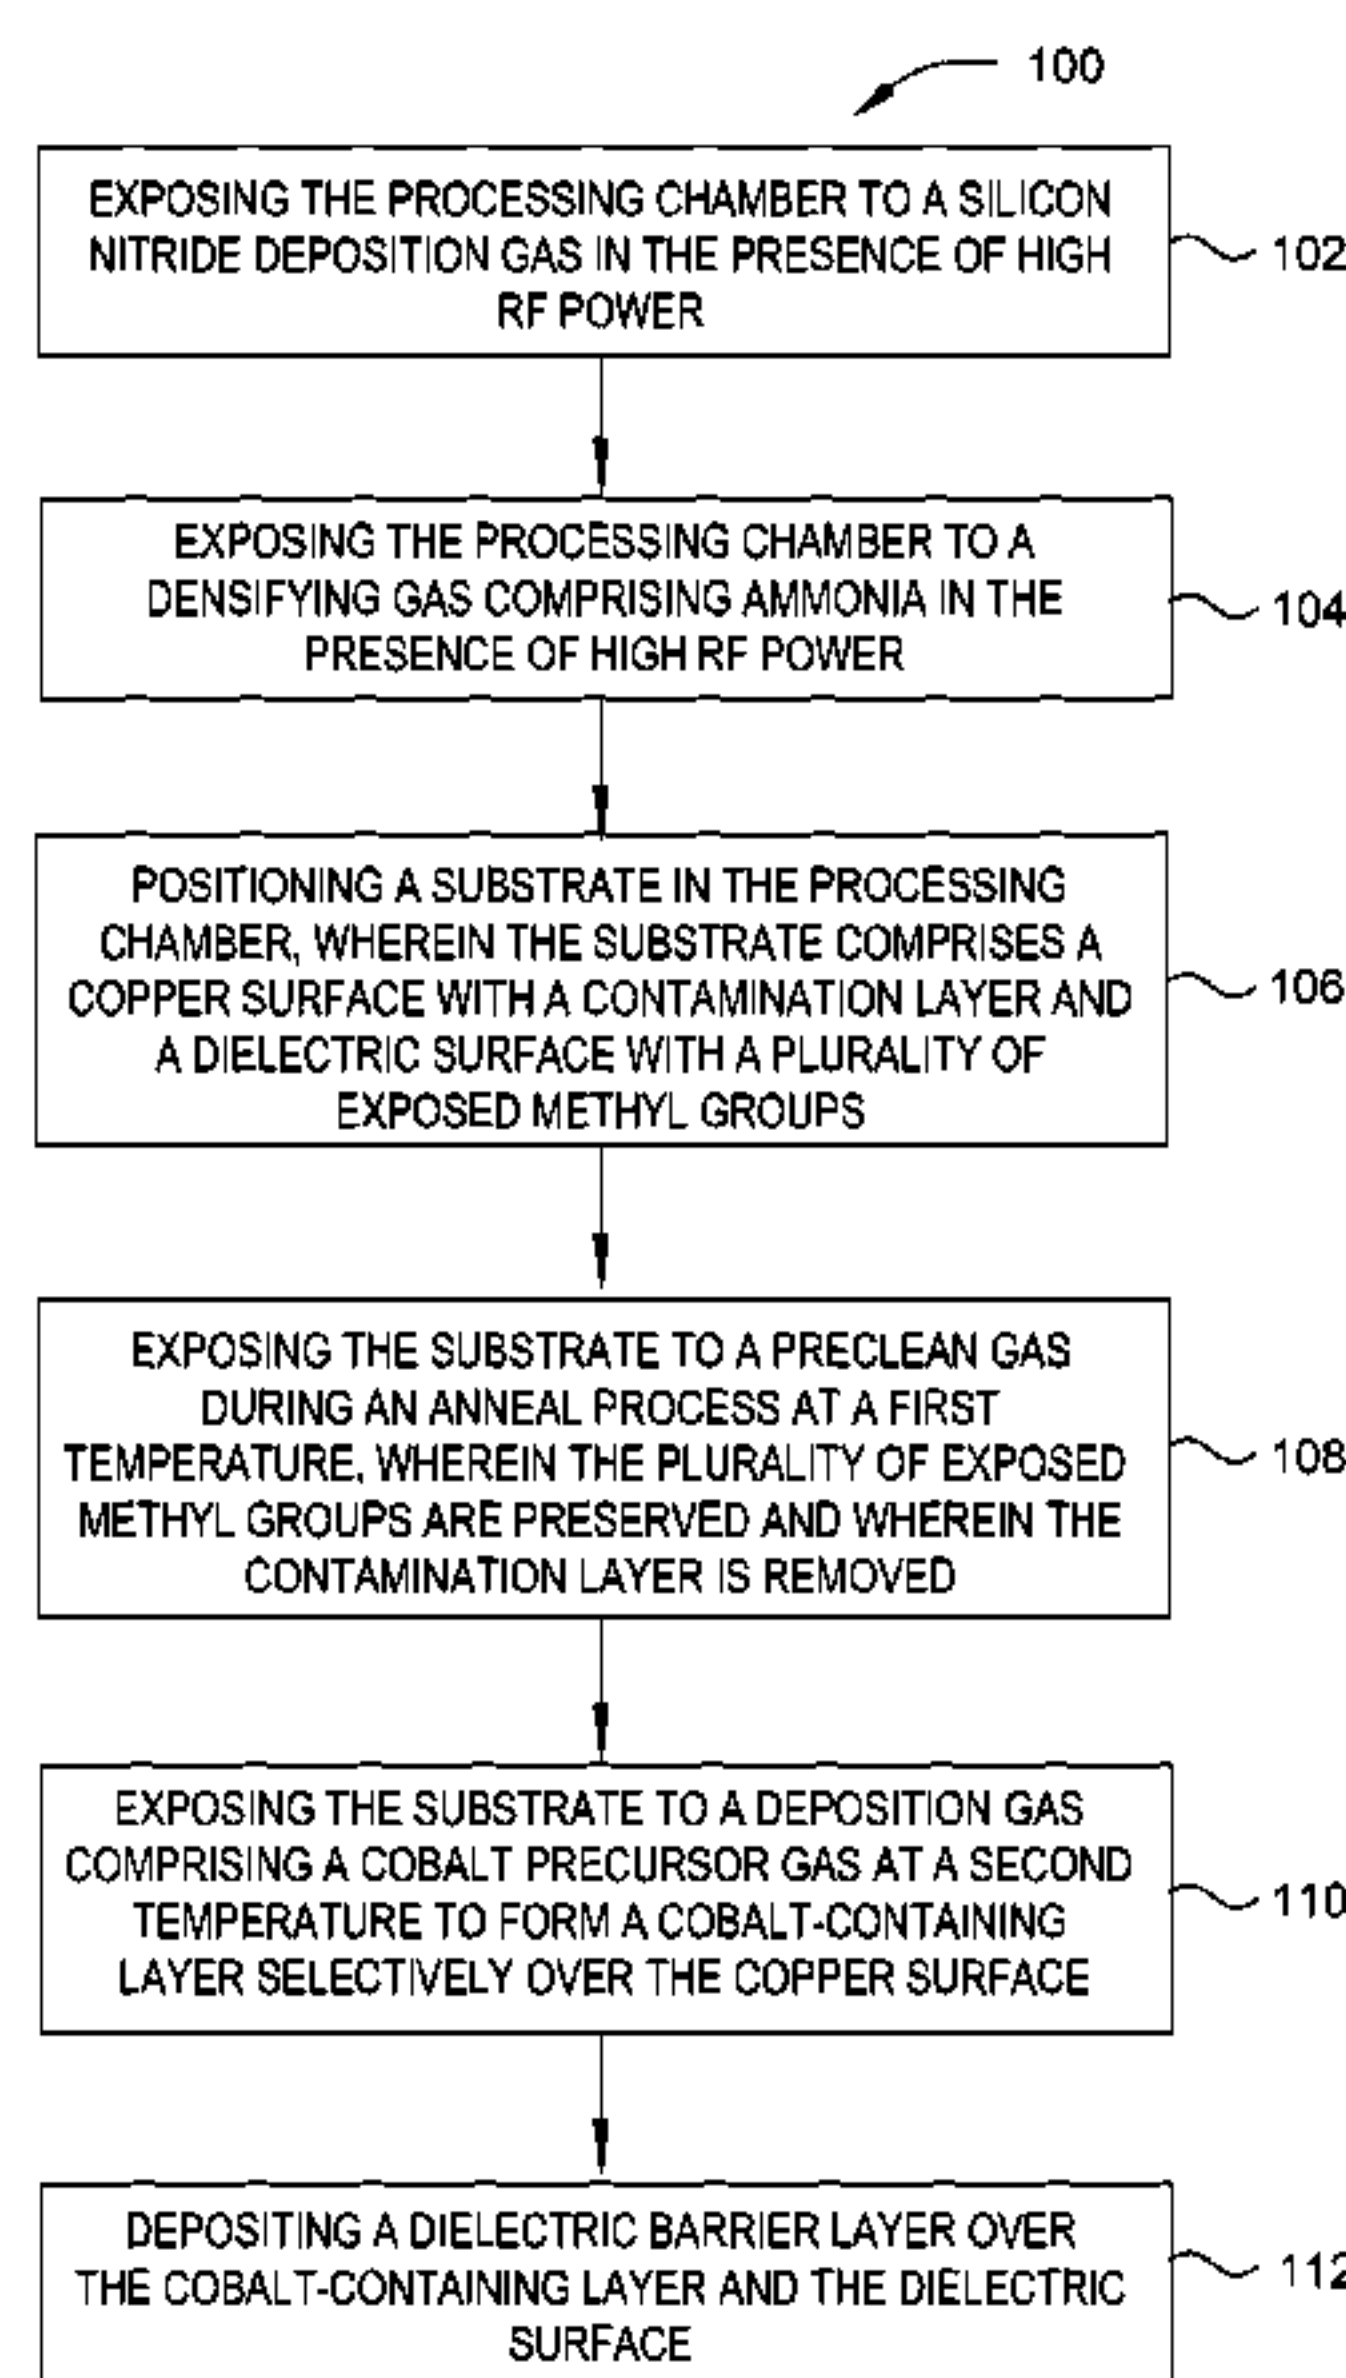 100
EXPOSING THE PROCESSING CHAMBER TO A SILICON
NITRIDE DEPOSITION GAS IN THE PRESENCE OF HIGH
RF POWER
102
EXPOSING THE PROCESSING CHAMBER TO A
DENSIFYING GAS COMPRISING AMMONIA IN THE
PRESENCE OF HIGH RF POWER
104
POSITIONING A SUBSTRATE IN THE PROCESSING
CHAMBER, WHEREIN THE SUBSTRATE COMPRISES A
COPPER SURFACE WITH A CONTAMINATION LAYER AND
A DIELECTRIC SURFACE WITH A PLURALITY OF
EXPOSED METHYL GROUPS
106
EXPOSING THE SUBSTRATE TO A PRECLEAN GAS
DURING AN ANNEAL PROCESS AT A FIRST
TEMPERATURE, WHEREIN THE PLURALITY OF EXPOSED
METHYL GROUPS ARE PRESERVED AND WHEREIN THE
CONTAMINATION LAYER IS REMOVED
108
EXPOSING THE SUBSTRATE TO A DEPOSITION GAS
COMPRISING A COBALT PRECURSOR GAS AT A SECOND
TEMPERATURE TO FORM A COBALT-CONTAINING
LAYER SELECTIVELY OVER THE COPPER SURFACE
110
DEPOSITING A DIELECTRIC BARRIER LAYER OVER
THE COBALT-CONTAINING LAYER AND THE DIELECTRIC
SURFACE
112